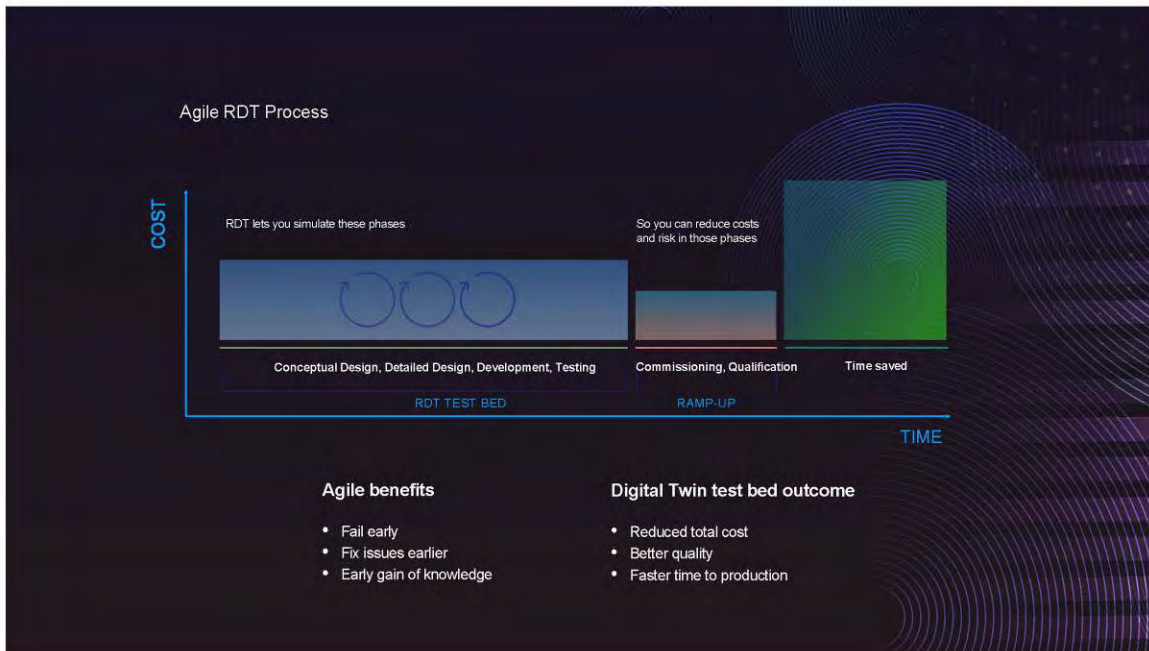 Agile RDT Process
COST
RDT lets you simulate these phases
So you can reduce costs
and risk in those phases
Conceptual Design, Detailed Design, Development, Testing
Commissioning, Qualification
Time saved
RDT TEST BED
RAMP-UP
TIME
Agile benefits
• Fail early
• Fix issues earlier
• Early gain of knowledge
Digital Twin test bed outcome
• Reduced total cost
• Better quality
• Faster time to production